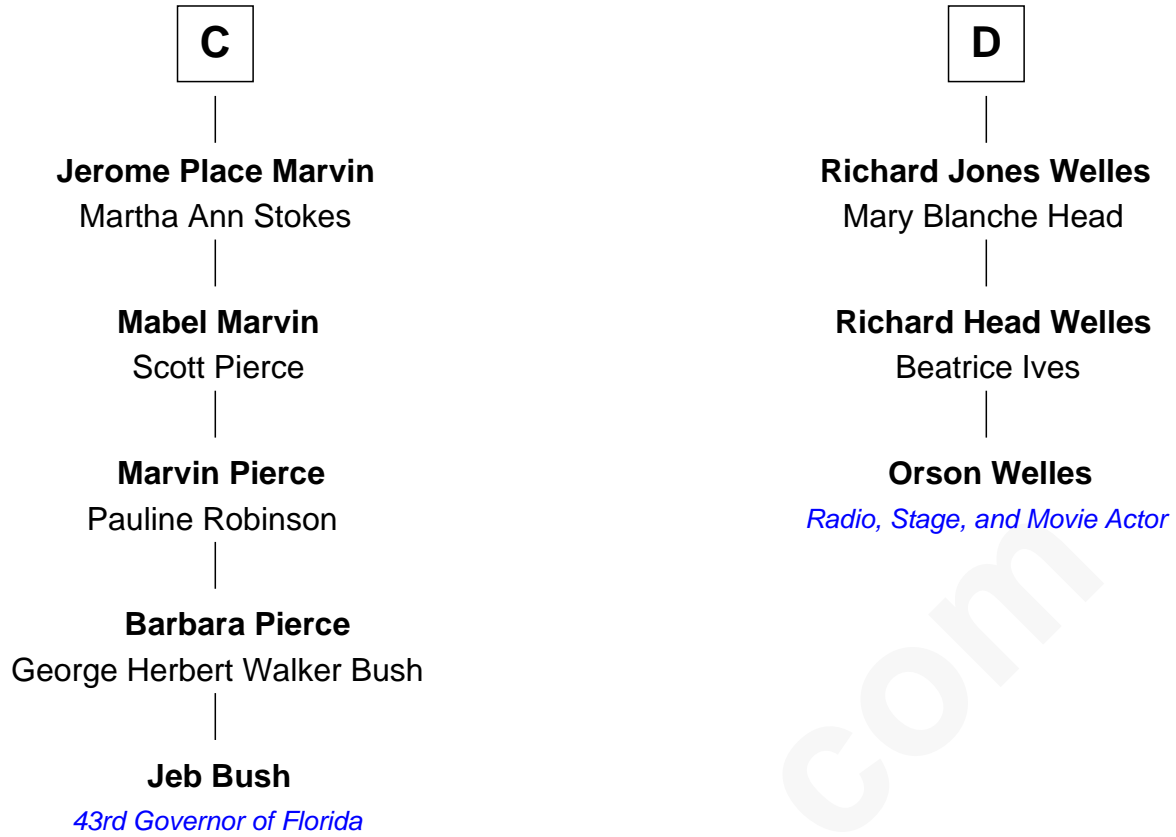 C
Jerome Place Marvin
Martha Ann Stokes
Mabel Marvin
Scott Pierce
Marvin Pierce
Pauline Robinson
Barbara Pierce
George Herbert Walker Bush
Jeb Bush
43rd Governor of Florida
D
Richard Jones Welles
Mary Blanche Head
Richard Head Welles
Beatrice Ives
Orson Welles
Radio, Stage, and Movie Actor
com